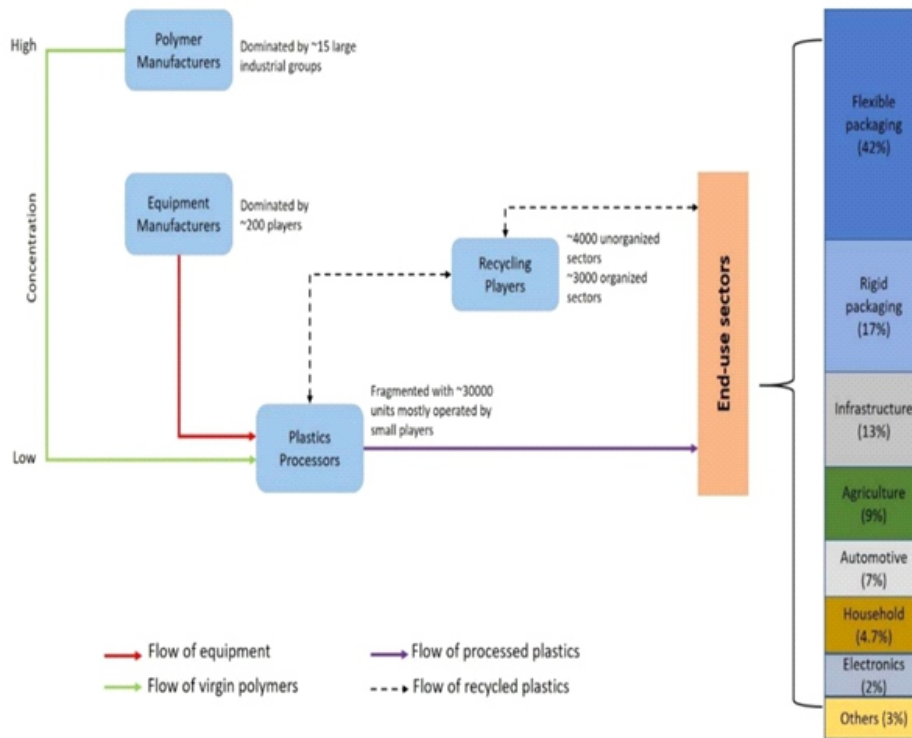 High
Polymer
Manufacturers
Dominated by ~15 large
industrial groups
Concentration
Equipment
Manufacturers
Dominated by
~200 players
Recycling
Players
~4000 unorganized
sectors
~3000 organized
sectors
Low
Plastics
Processors
Fragmented with ~30000
units mostly operated by
small players
End-use sectors
Flexible
packaging
(42%)
Rigid
packaging
(17%)
Infrastructure
(13%)
Agriculture
(9%)
Automotive
(7%)
Household
(4.7%)
Electronics
(2%)
Others (3%)
Flow of equipment
Flow of virgin polymers
Flow of processed plastics
Flow of recycled plastics